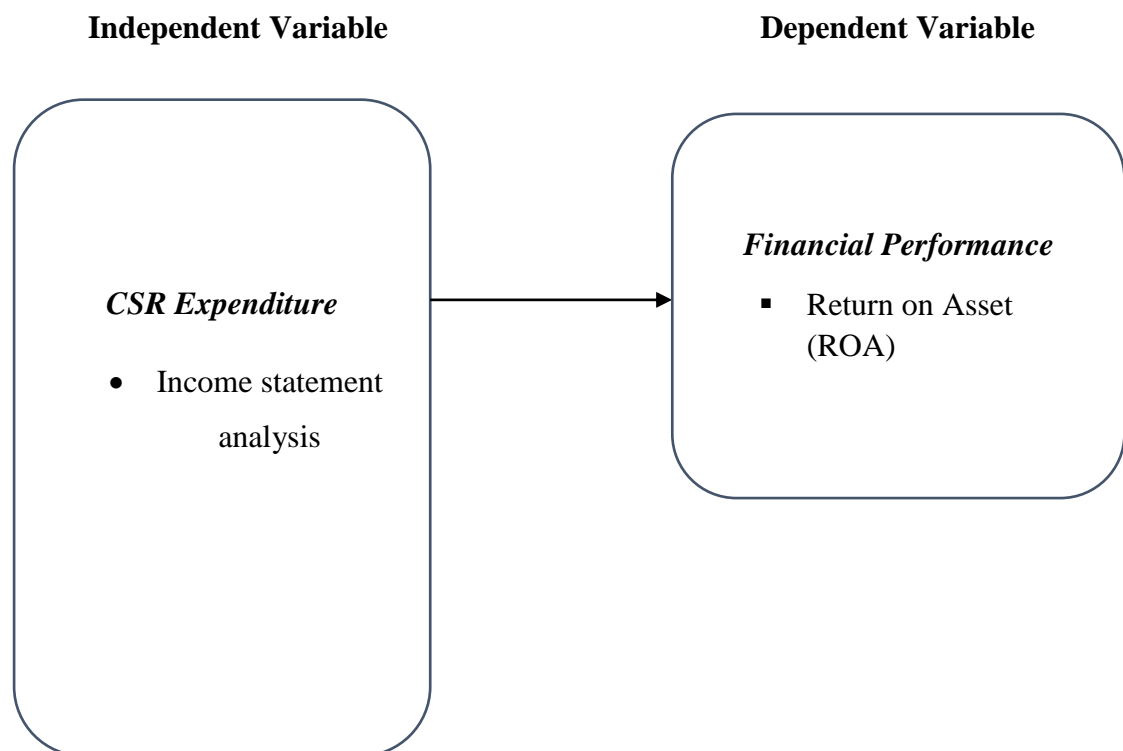 Independent Variable
Dependent Variable
CSR Expenditure
• Income statement
analysis
Financial Performance
▪ Return on Asset
(ROA)